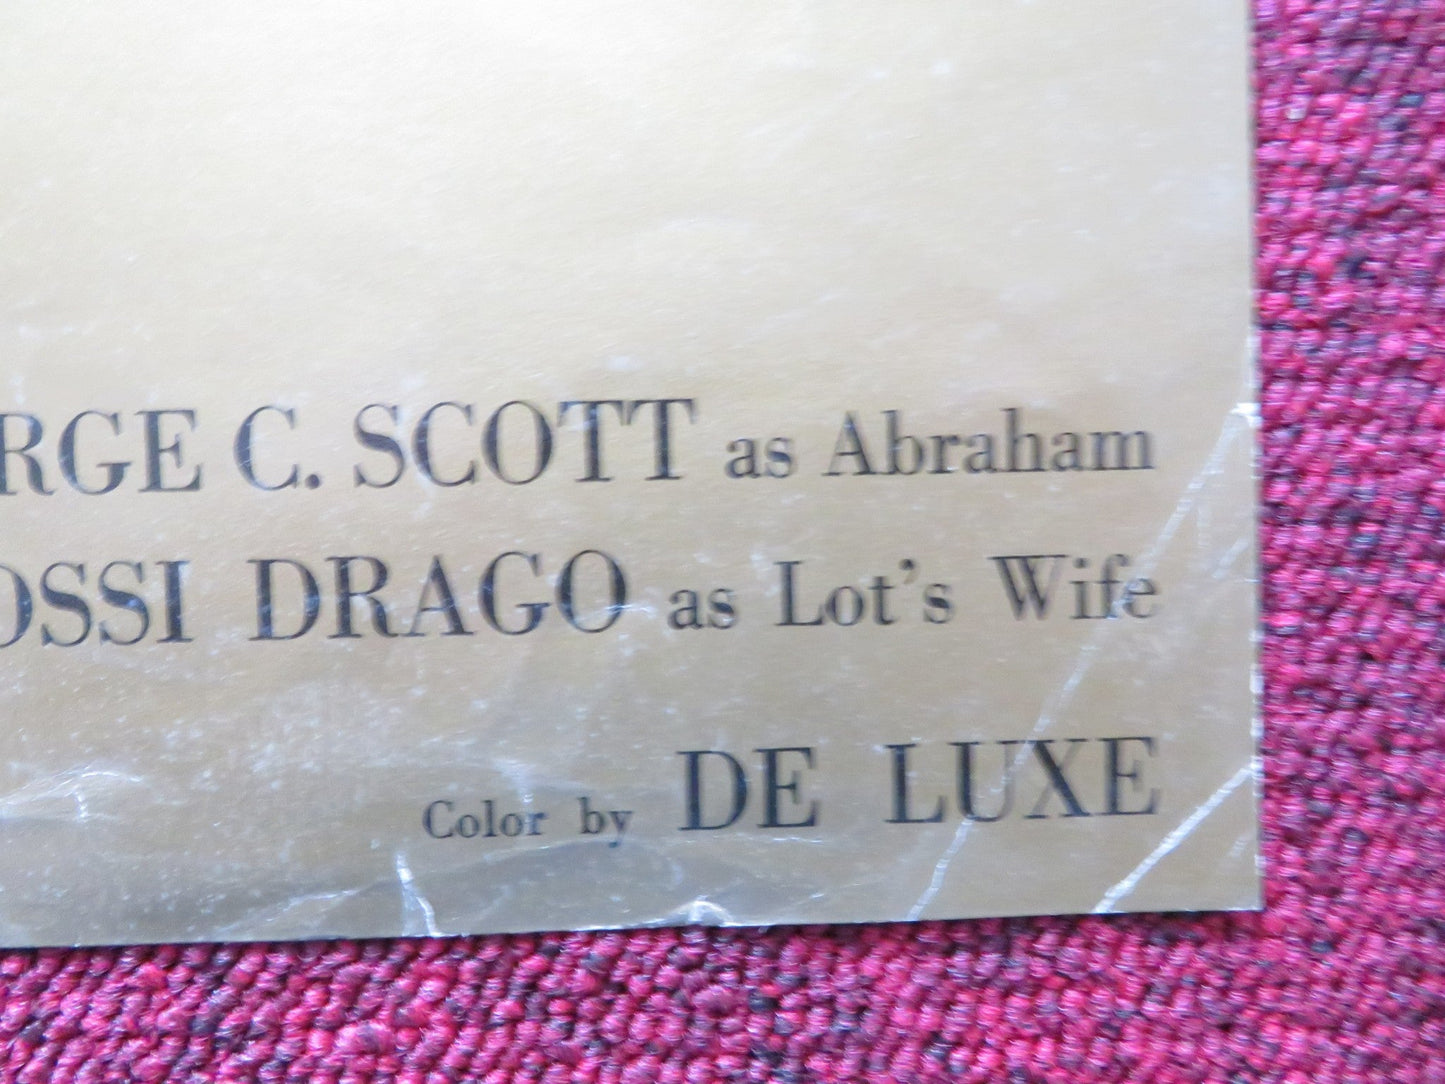 RGE C. SCOTT as Abraham
OSSI DRAGO as Lot's Wife
Color by DE LUXE